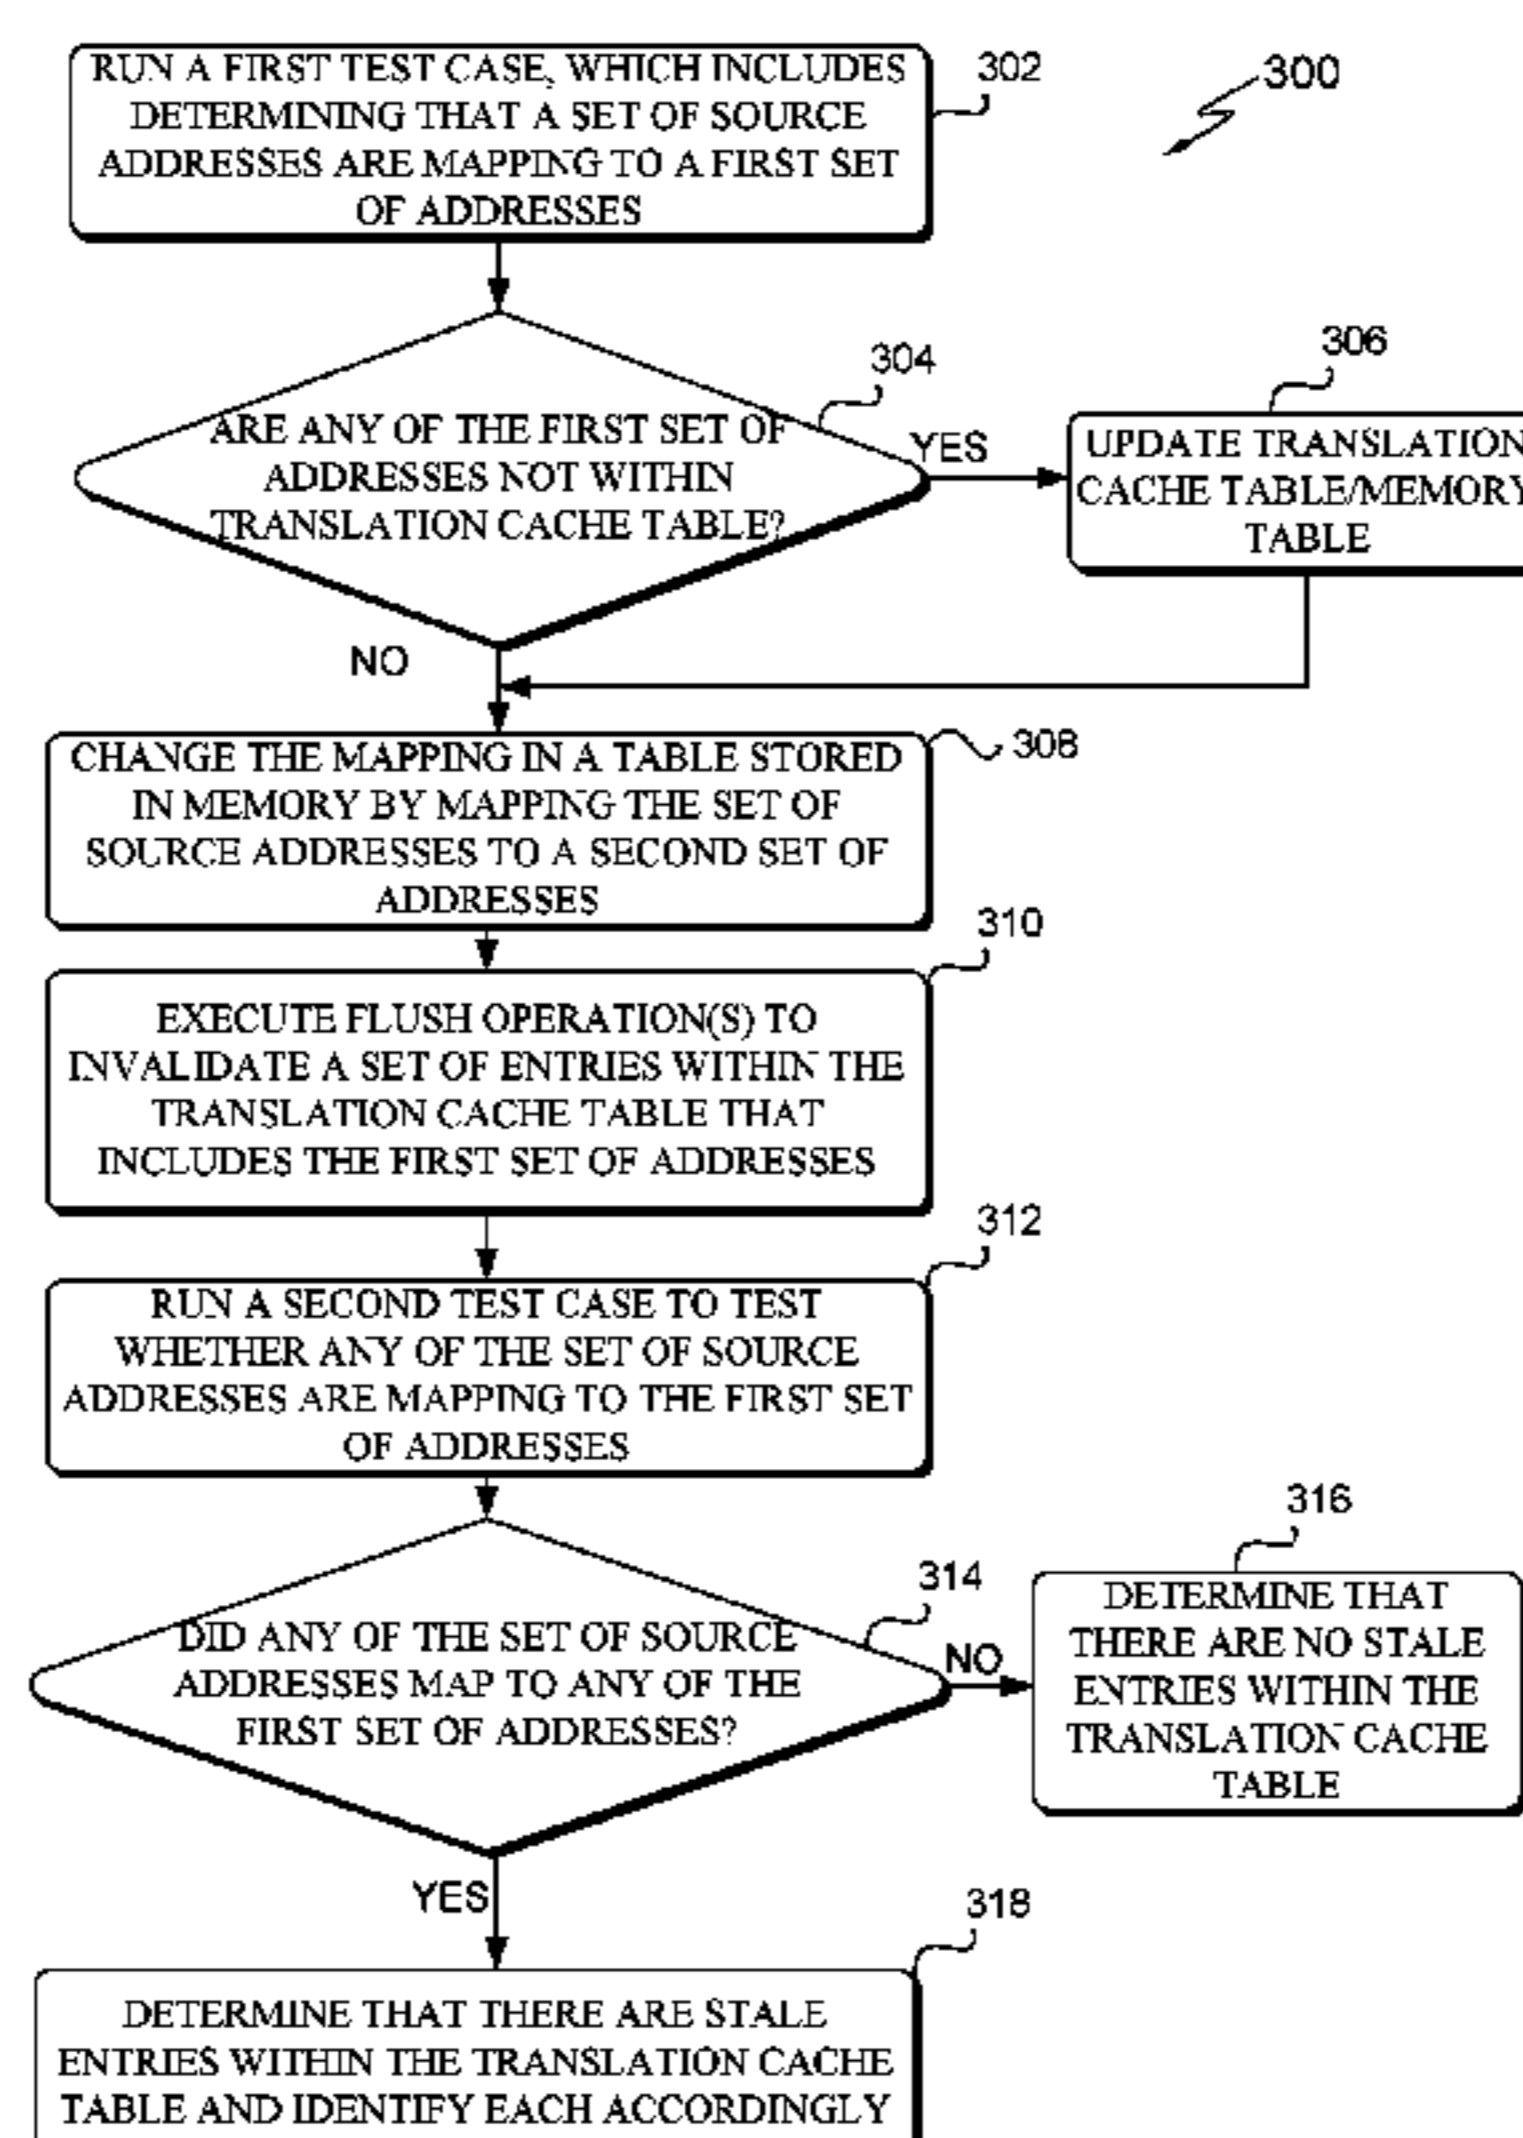 RUN A FIRST TEST CASE, WHICH INCLUDES
DETERMINING THAT A SET OF SOURCE
ADDRESSES ARE MAPPING TO A FIRST SET
OF ADDRESSES
302
300
ARE ANY OF THE FIRST SET OF
ADDRESSES NOT WITHIN
TRANSLATION CACHE TABLE?
304
YES
306
UPDATE TRANSLATION
CACHE TABLE/MEMORY
TABLE
NO
CHANGE THE MAPPING IN A TABLE STORED
IN MEMORY BY MAPPING THE SET OF
SOURCE ADDRESSES TO A SECOND SET OF
ADDRESSES
308
310
EXECUTE FLUSH OPERATION(S) TO
INVALIDATE A SET OF ENTRIES WITHIN THE
TRANSLATION CACHE TABLE THAT
INCLUDES THE FIRST SET OF ADDRESSES
312
RUN A SECOND TEST CASE TO TEST
WHETHER ANY OF THE SET OF SOURCE
ADDRESSES ARE MAPPING TO THE FIRST SET
OF ADDRESSES
314
DID ANY OF THE SET OF SOURCE
ADDRESSES MAP TO ANY OF THE
FIRST SET OF ADDRESSES?
NO
316
DETERMINE THAT
THERE ARE NO STALE
ENTRIES WITHIN THE
TRANSLATION CACHE
TABLE
YES
318
DETERMINE THAT THERE ARE STALE
ENTRIES WITHIN THE TRANSLATION CACHE
TABLE AND IDENTIFY EACH ACCORDINGLY